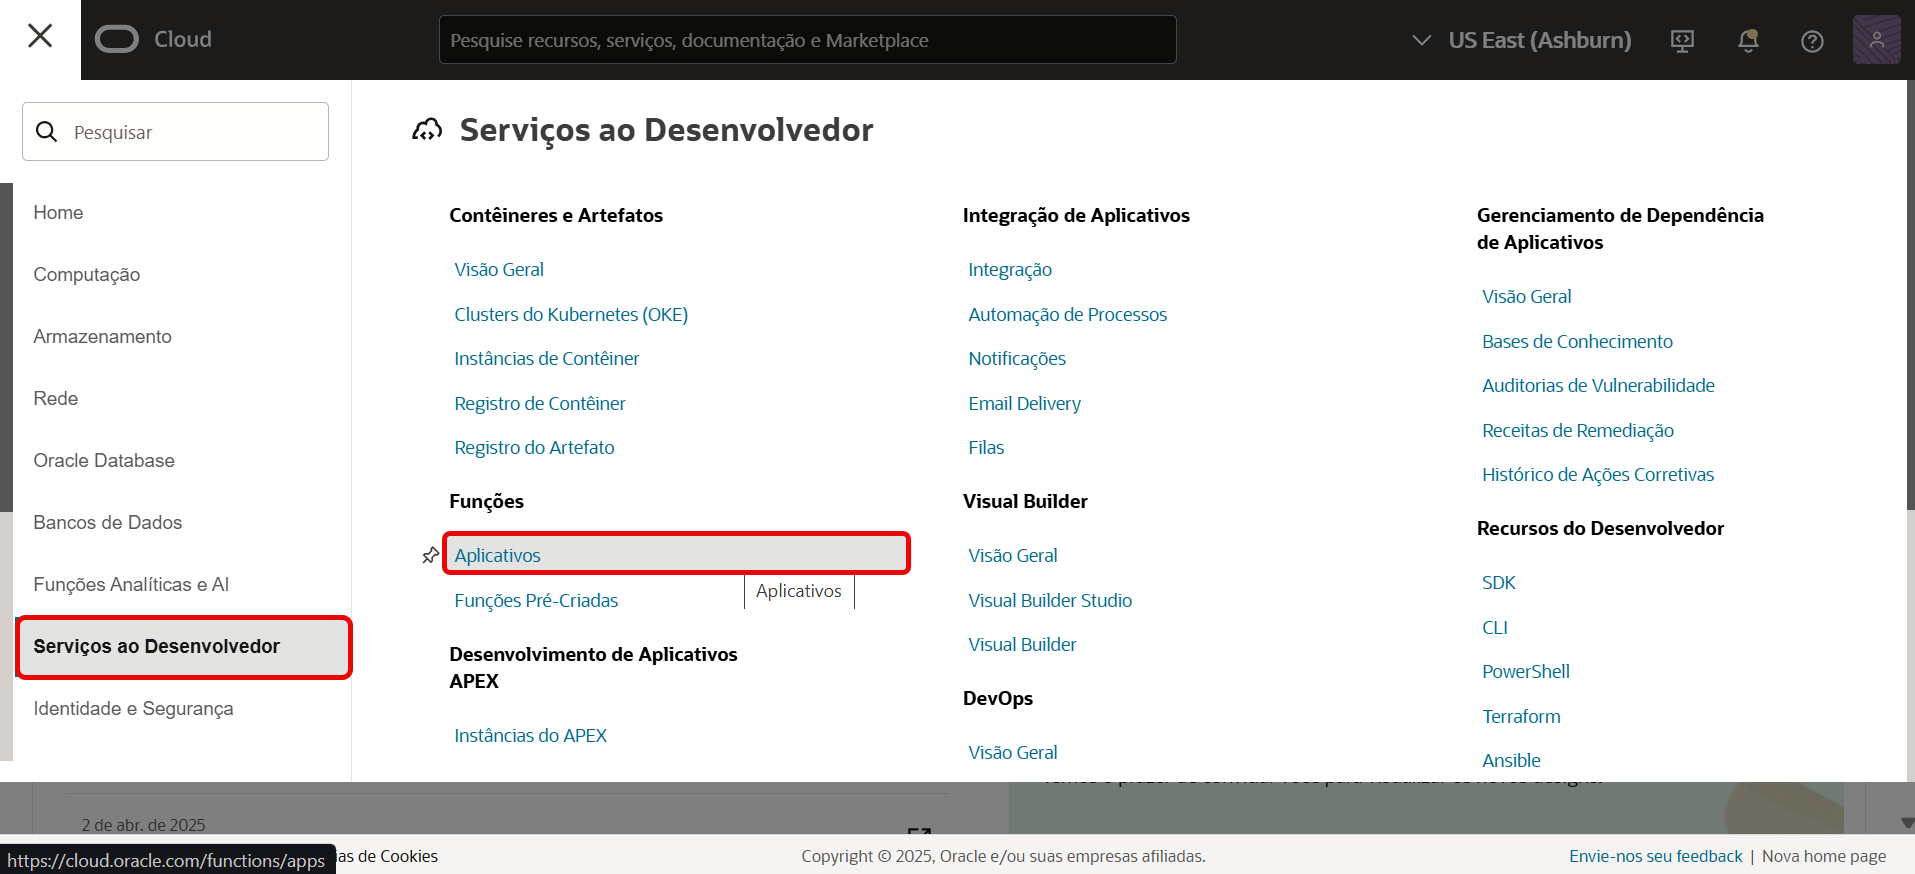 Cloud
Pesquise recursos, serviços, documentação e Marketplace
US East (Ashburn)
Pesquisar
Home
Computação
Armazenamento
Rede
Oracle Database
Bancos de Dados
Funções Analíticas e AI
Serviços ao Desenvolvedor
Identidade e Segurança
Serviços ao Desenvolvedor
Contêineres e Artefatos
Visão Geral
Clusters do Kubernetes (OKE)
Instâncias de Contêiner
Registro de Contêiner
Registro do Artefato
Funções
Aplicativos
Aplicativos
Funções Pré-Criadas
Desenvolvimento de Aplicativos
APEX
Instâncias do APEX
Integração de Aplicativos
Integração
Automação de Processos
Notificações
Email Delivery
Filas
Visual Builder
Visão Geral
Visual Builder Studio
Visual Builder
DevOps
Visão Geral
Gerenciamento de Dependência
de Aplicativos
Visão Geral
Bases de Conhecimento
Auditorias de Vulnerabilidade
Receitas de Remediação
Histórico de Ações Corretivas
Recursos do Desenvolvedor
SDK
CLI
PowerShell
Terraform
Ansible
2 de abr. de 2025
https://cloud.oracle.com/functions/apps
ias de Cookies
Copyright © 2025, Oracle e/ou suas empresas afiliadas.
Envie-nos seu feedback | Nova home page